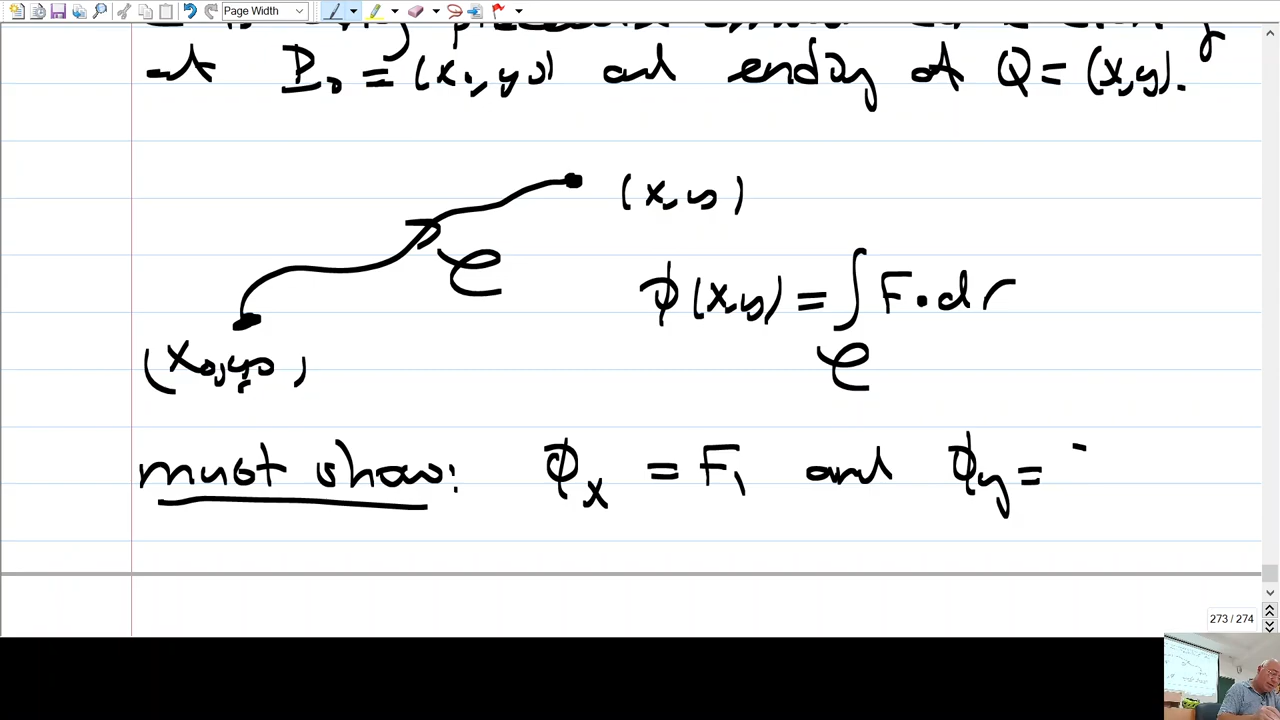 Page Width
at P₀ = (x₀, y₀) and ending at Q = (x,y).
(x,y)
C
φ(x,y) = ∫ F · dr
C
(x₀,y₀)
must show: φₓ = F₁ and φ_y =
273 / 274